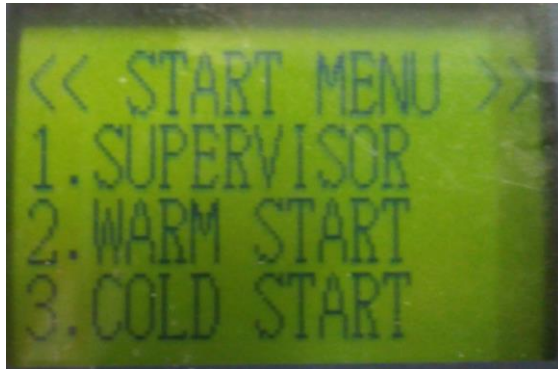 << START MENU >>
1.SUPERVISOR
2.WARM START
3.COLD START